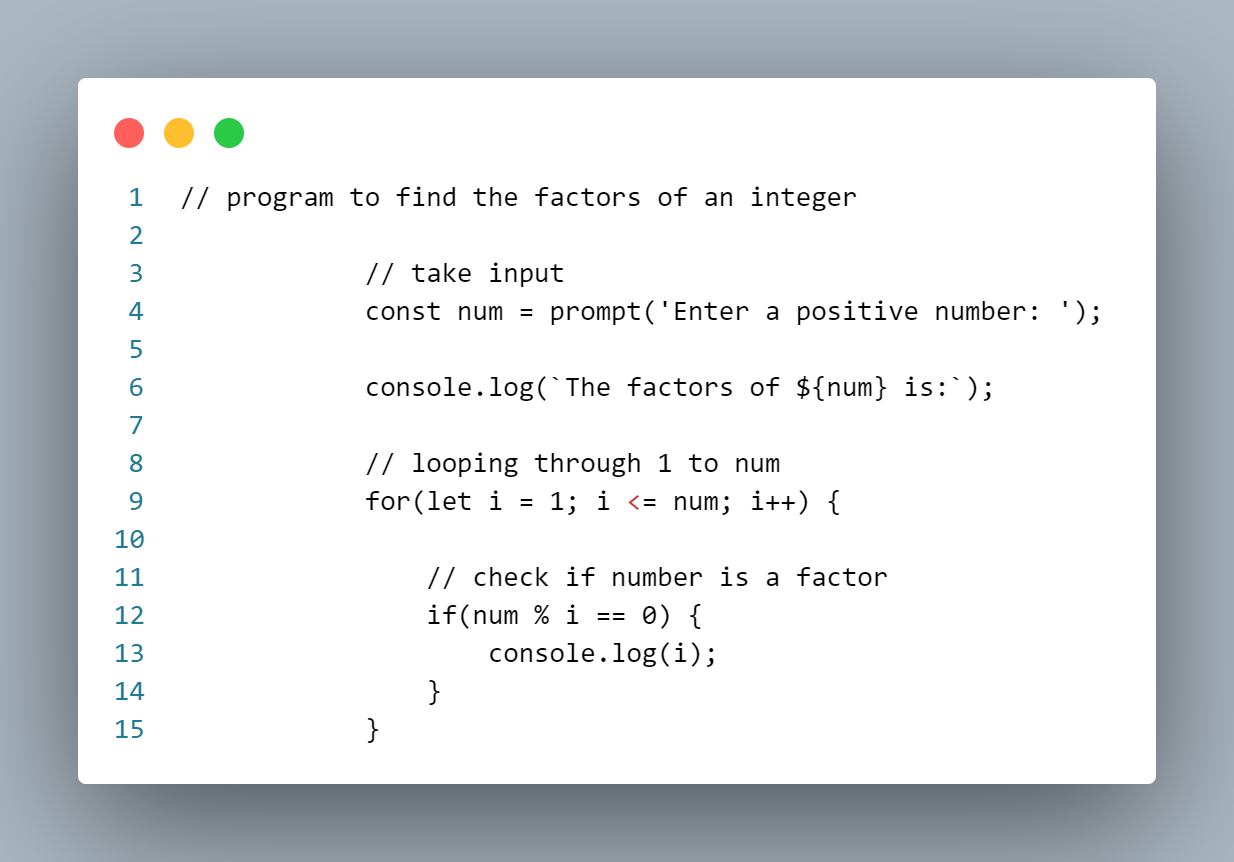 1 // program to find the factors of an integer
2
3 // take input
4 const num = prompt('Enter a positive number: ');
5
6 console.log(`The factors of ${num} is:`);
7
8 // looping through 1 to num
9 for(let i = 1; i <= num; i++) {
10
11 // check if number is a factor
12 if(num % i == 0) {
13 console.log(i);
14 }
15 }